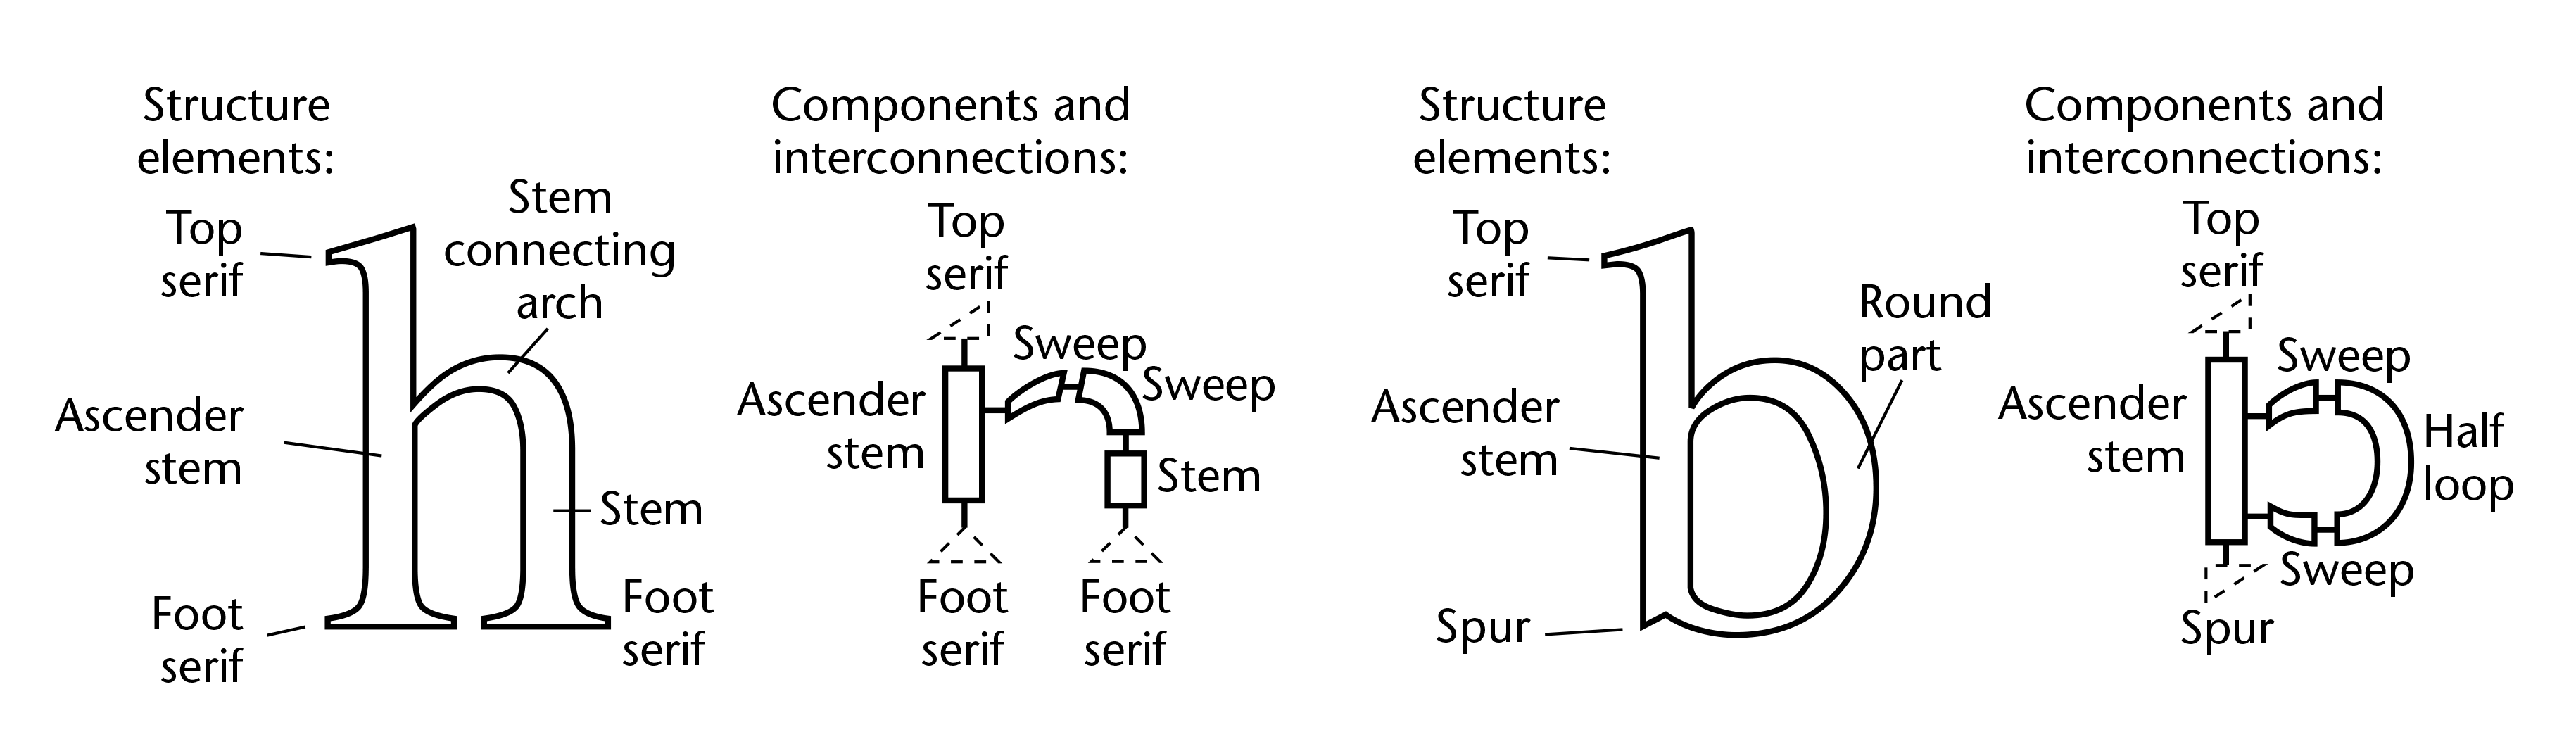 Structure
elements:
Top
serif
Stem
connecting
arch
Ascender
stem
Stem
Foot
serif
Foot
serif
Components and
interconnections:
Top
serif
Sweep
Sweep
Ascender
stem
Stem
Foot
serif
Foot
serif
Structure
elements:
Top
serif
Round
part
Ascender
stem
Spur
Components and
interconnections:
Top
serif
Sweep
Ascender
stem
Half
loop
Sweep
Spur
h
b